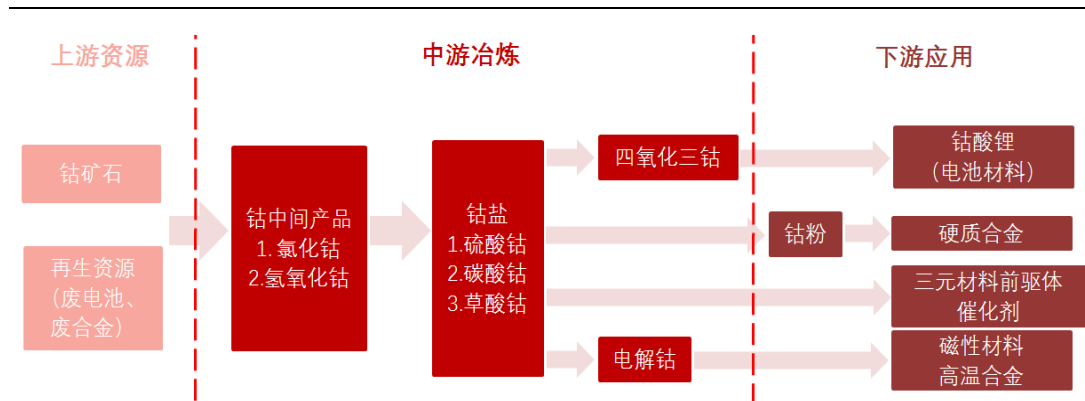 上游资源
中游冶炼
下游应用
钴矿石
再生资源
(废电池、
废合金)
钴中间产品
1. 氯化钴
2.氢氧化钴
钴盐
1.硫酸钴
2.碳酸钴
3.草酸钴
四氧化三钴
电解钴
钴粉
钴酸锂
(电池材料)
硬质合金
三元材料前驱体
催化剂
磁性材料
高温合金